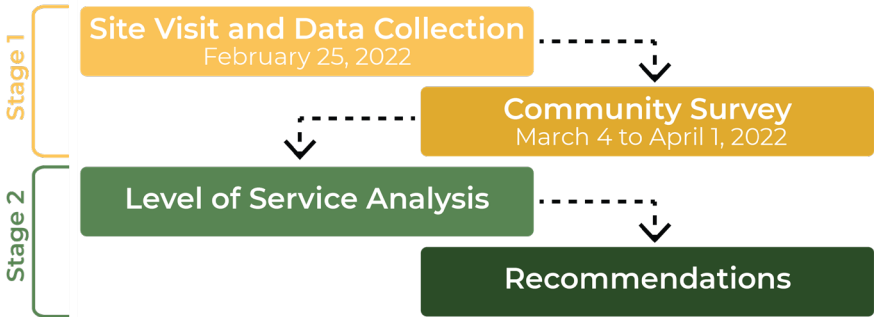 Stage 1
Site Visit and Data Collection
February 25, 2022
Community Survey
March 4 to April 1, 2022
Stage 2
Level of Service Analysis
Recommendations